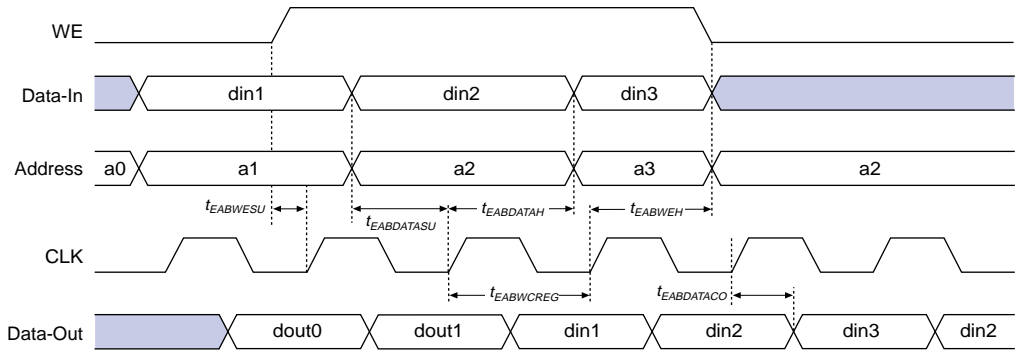 WE
Data-In din1 din2 din3
Address a0 a1 a2 a3 a2
tEABWESU tEABDATASU tEABDATAH tEABWEH
CLK
tEABWCREG tEABDATACO
Data-Out dout0 dout1 din1 din2 din3 din2